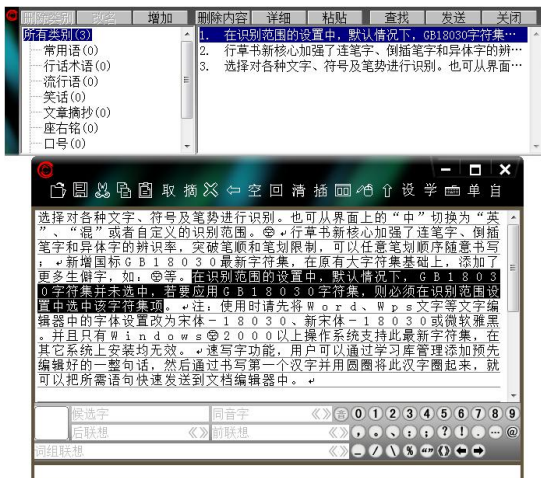 删除类别 改名 增加 删除内容 详细 粘贴 查找 发送 关闭
所有类别(3)
常用语(0)
行话术语(0)
流行语(0)
笑话(0)
文章摘抄(0)
座右铭(0)
口号(0)
1. 在识别范围的设置中，默认情况下，GB18030字符集…
2. 行草书新核心加强了连笔字、倒插笔字和异体字的辨…
3. 选择对各种文字、符号及笔势进行识别。也可从界面…
取 摘 空 回 清 插 设 学 单 自
选择对各种文字、符号及笔势进行识别。也可从界面上的“中”切换为“英
”、“混”或者自定义的识别范围。行草书新核心加强了连笔字、倒插
笔字和异体字的辨识率，突破笔顺和笔划限制，可以任意笔划顺序随意书写
；新增国标GB18030最新字符集，在原有大字符集基础上，添加了
更多生僻字，如：等。在识别范围的设置中，默认情况下，GB1803
0字符集并未选中，若要应用GB18030字符集，则必须在识别范围设
置中选中该字符集项。注：使用时请先将Word、Wps文字等文字编
辑器中的字体设置改为宋体－18030、新宋体－18030或微软雅黑
。并且只有Windows2000以上操作系统支持此最新字符集，在
其它系统上安装均无效。速写字功能，用户可以通过学习库管理添加预先
编辑好的一整句话，然后通过书写第一个汉字并用圆圈将此汉字圈起来，就
可以把所需语句快速发送到文档编辑器中。
候选字 同音字 《》 音 0 1 2 3 4 5 6 7 8 9
后联想 《》 前联想 《》 ， 。 、 ： ； ？ ！ . … @
词组联想 《》 _ / \ % “” 《》